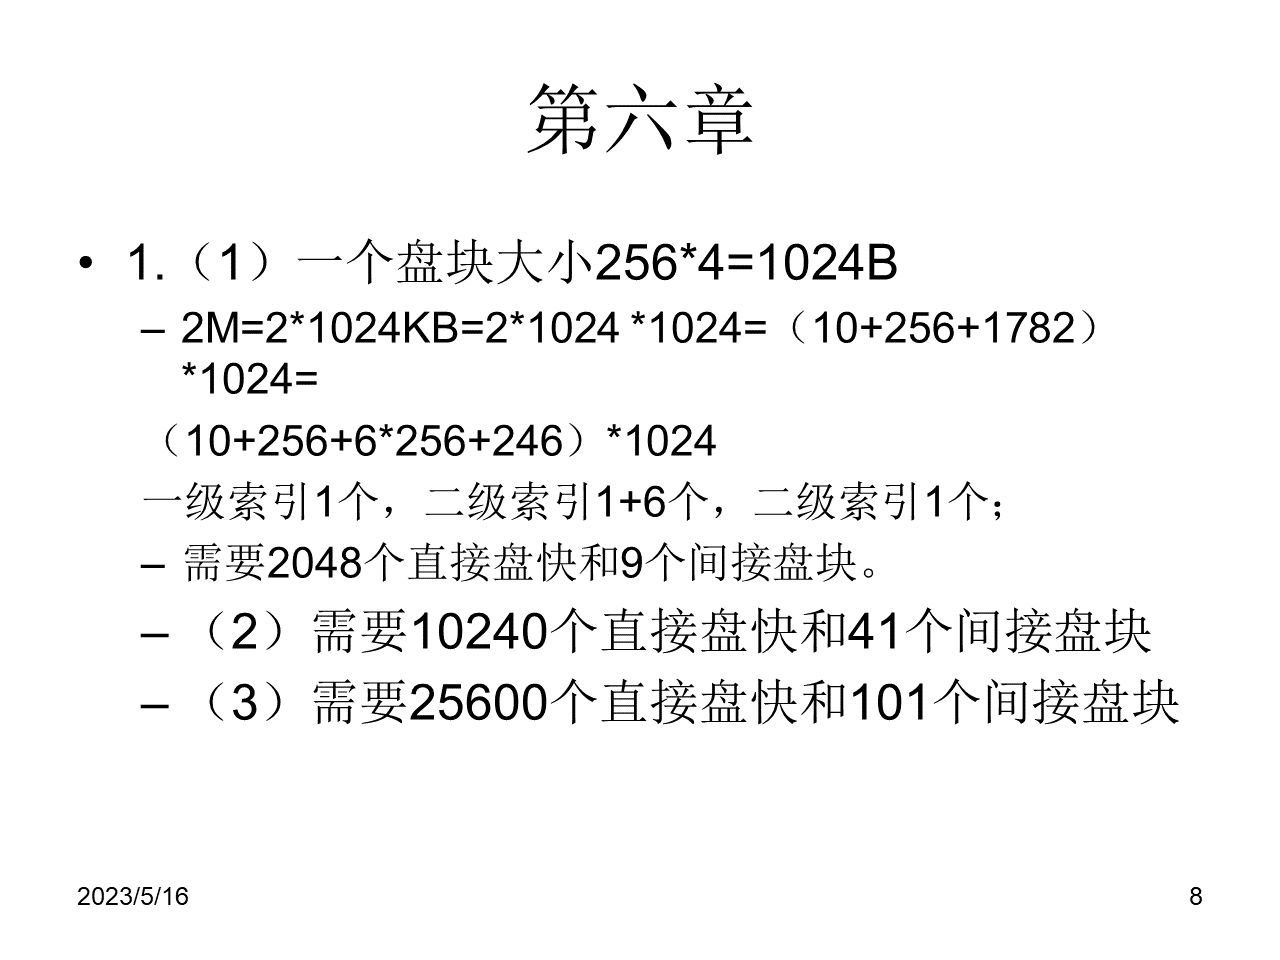 第六章
• 1.（1）一个盘块大小256*4=1024B
– 2M=2*1024KB=2*1024 *1024=（10+256+1782）
*1024=
（10+256+6*256+246）*1024
一级索引1个，二级索引1+6个，二级索引1个；
– 需要2048个直接盘快和9个间接盘块。
– （2）需要10240个直接盘快和41个间接盘块
– （3）需要25600个直接盘快和101个间接盘块
2023/5/16
8